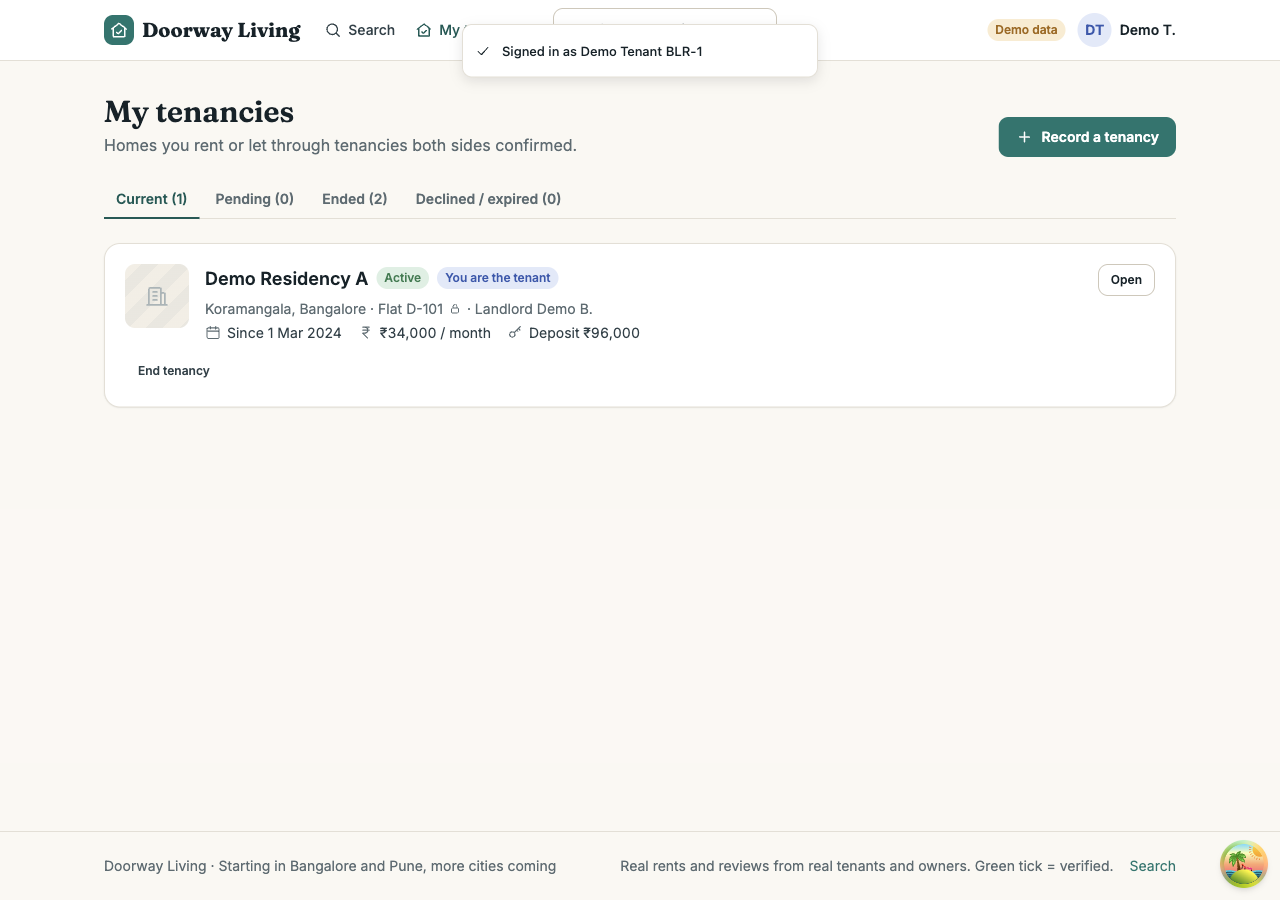 Doorway Living
Search
My
Signed in as Demo Tenant BLR-1
Demo data
DT
Demo T.
My tenancies
Homes you rent or let through tenancies both sides confirmed.
Record a tenancy
Current (1)
Pending (0)
Ended (2)
Declined / expired (0)
Demo Residency A
Active
You are the tenant
Open
Koramangala, Bangalore · Flat D-101 · Landlord Demo B.
Since 1 Mar 2024
₹ ₹34,000 / month
Deposit ₹96,000
End tenancy
Doorway Living · Starting in Bangalore and Pune, more cities coming
Real rents and reviews from real tenants and owners. Green tick = verified.
Search